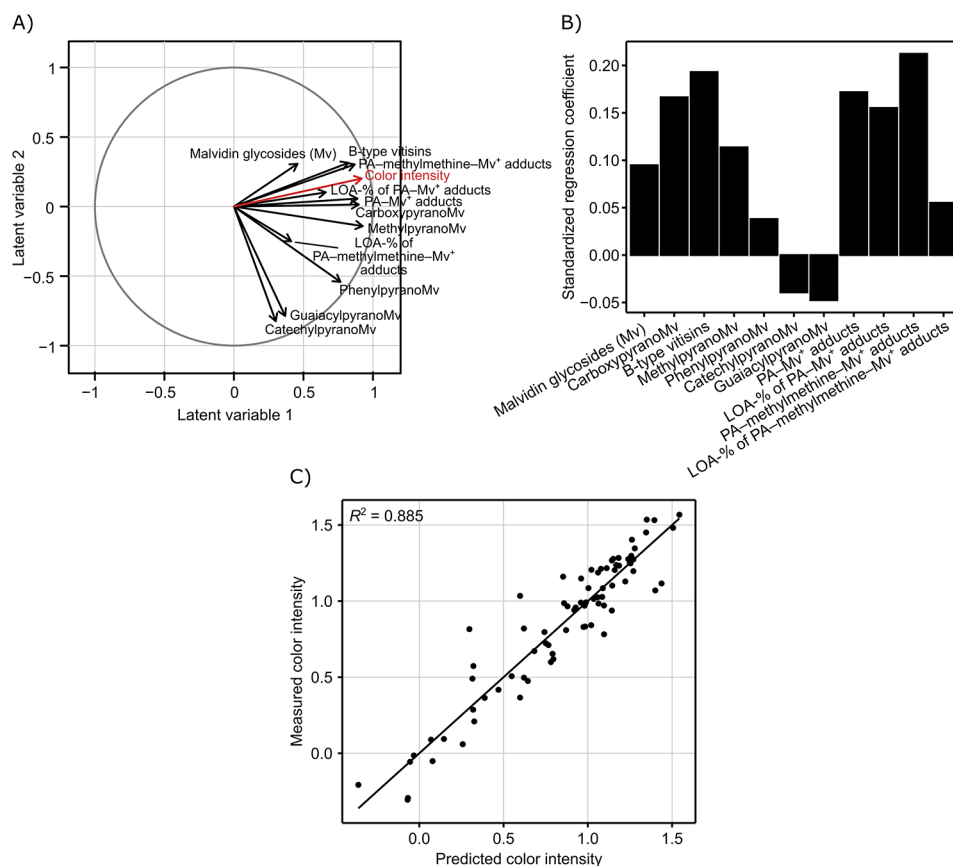 A)
1
0.5
0
−0.5
−1
−1
−0.5
0
0.5
1
Latent variable 2
Latent variable 1
Malvidin glycosides (Mv)
B-type vitisins
PA–methylmethine–Mv⁺ adducts
Color intensity
LOA-% of PA–Mv⁺ adducts
PA–Mv⁺ adducts
CarboxypyranoMv
MethylpyranoMv
LOA-% of
PA–methylmethine–Mv⁺
adducts
PhenylpyranoMv
GuaiacylpyranoMv
CatechylpyranoMv
B)
0.20
0.15
0.10
0.05
0.00
−0.05
Standardized regression coefficient
Malvidin glycosides (Mv)
CarboxypyranoMv
B-type vitisins
MethylpyranoMv
PhenylpyranoMv
CatechylpyranoMv
GuaiacylpyranoMv
PA–Mv⁺ adducts
LOA-% of PA–Mv⁺ adducts
PA–methylmethine–Mv⁺ adducts
LOA-% of PA–methylmethine–Mv⁺ adducts
C)
R² = 0.885
1.5
1.0
0.5
0.0
0.0
0.5
1.0
1.5
Measured color intensity
Predicted color intensity